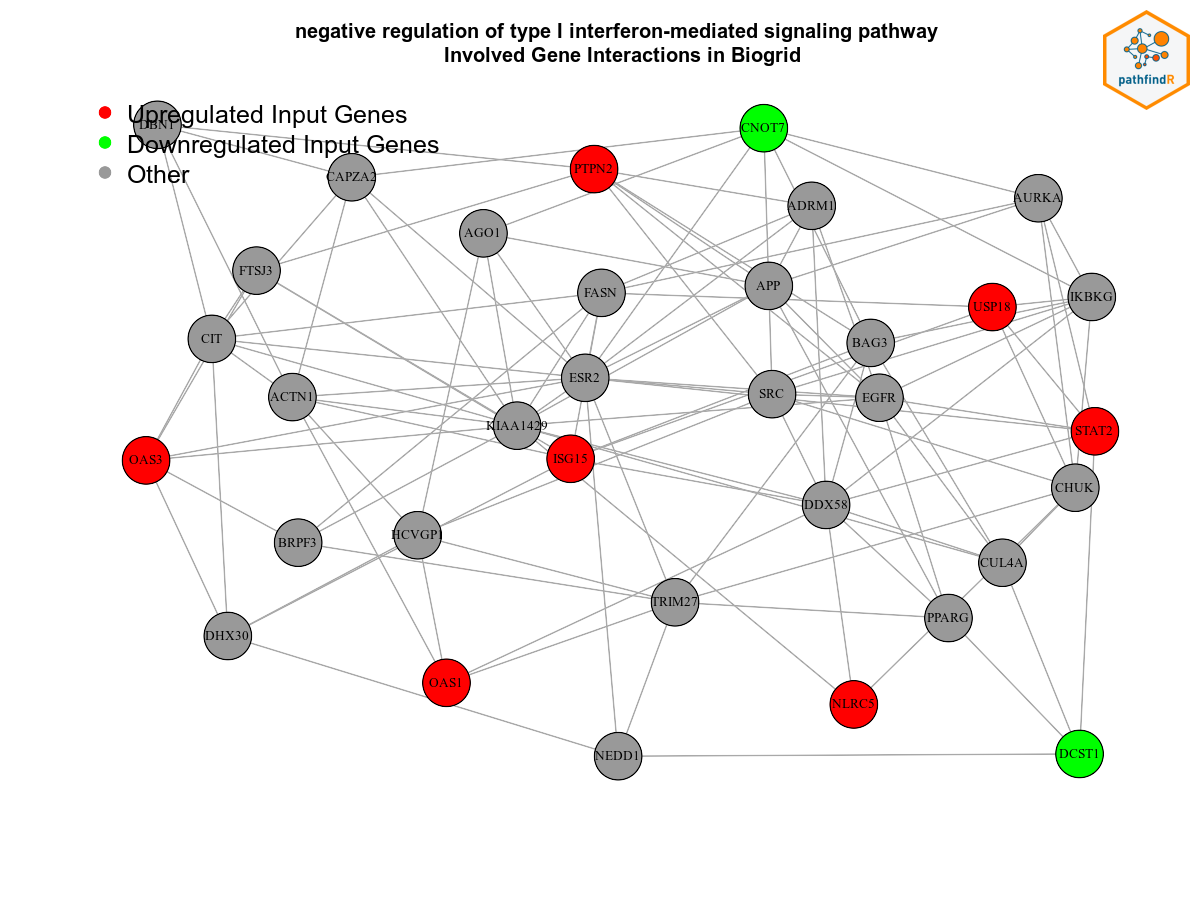 negative regulation of type I interferon-mediated signaling pathway
Involved Gene Interactions in Biogrid
pathfindR
Upregulated Input Genes
Downregulated Input Genes
Other
DBN1
CNOT7
PTPN2
CAPZA2
AURKA
ADRM1
AGO1
FTSJ3
APP
FASN
IKBKG
USP18
CIT
BAG3
ESR2
SRC
ACTN1
EGFR
KIAA1429
STAT2
OAS3
ISG15
CHUK
DDX58
HCVGP1
BRPF3
CUL4A
TRIM27
PPARG
DHX30
OAS1
NEDD1
DCST1